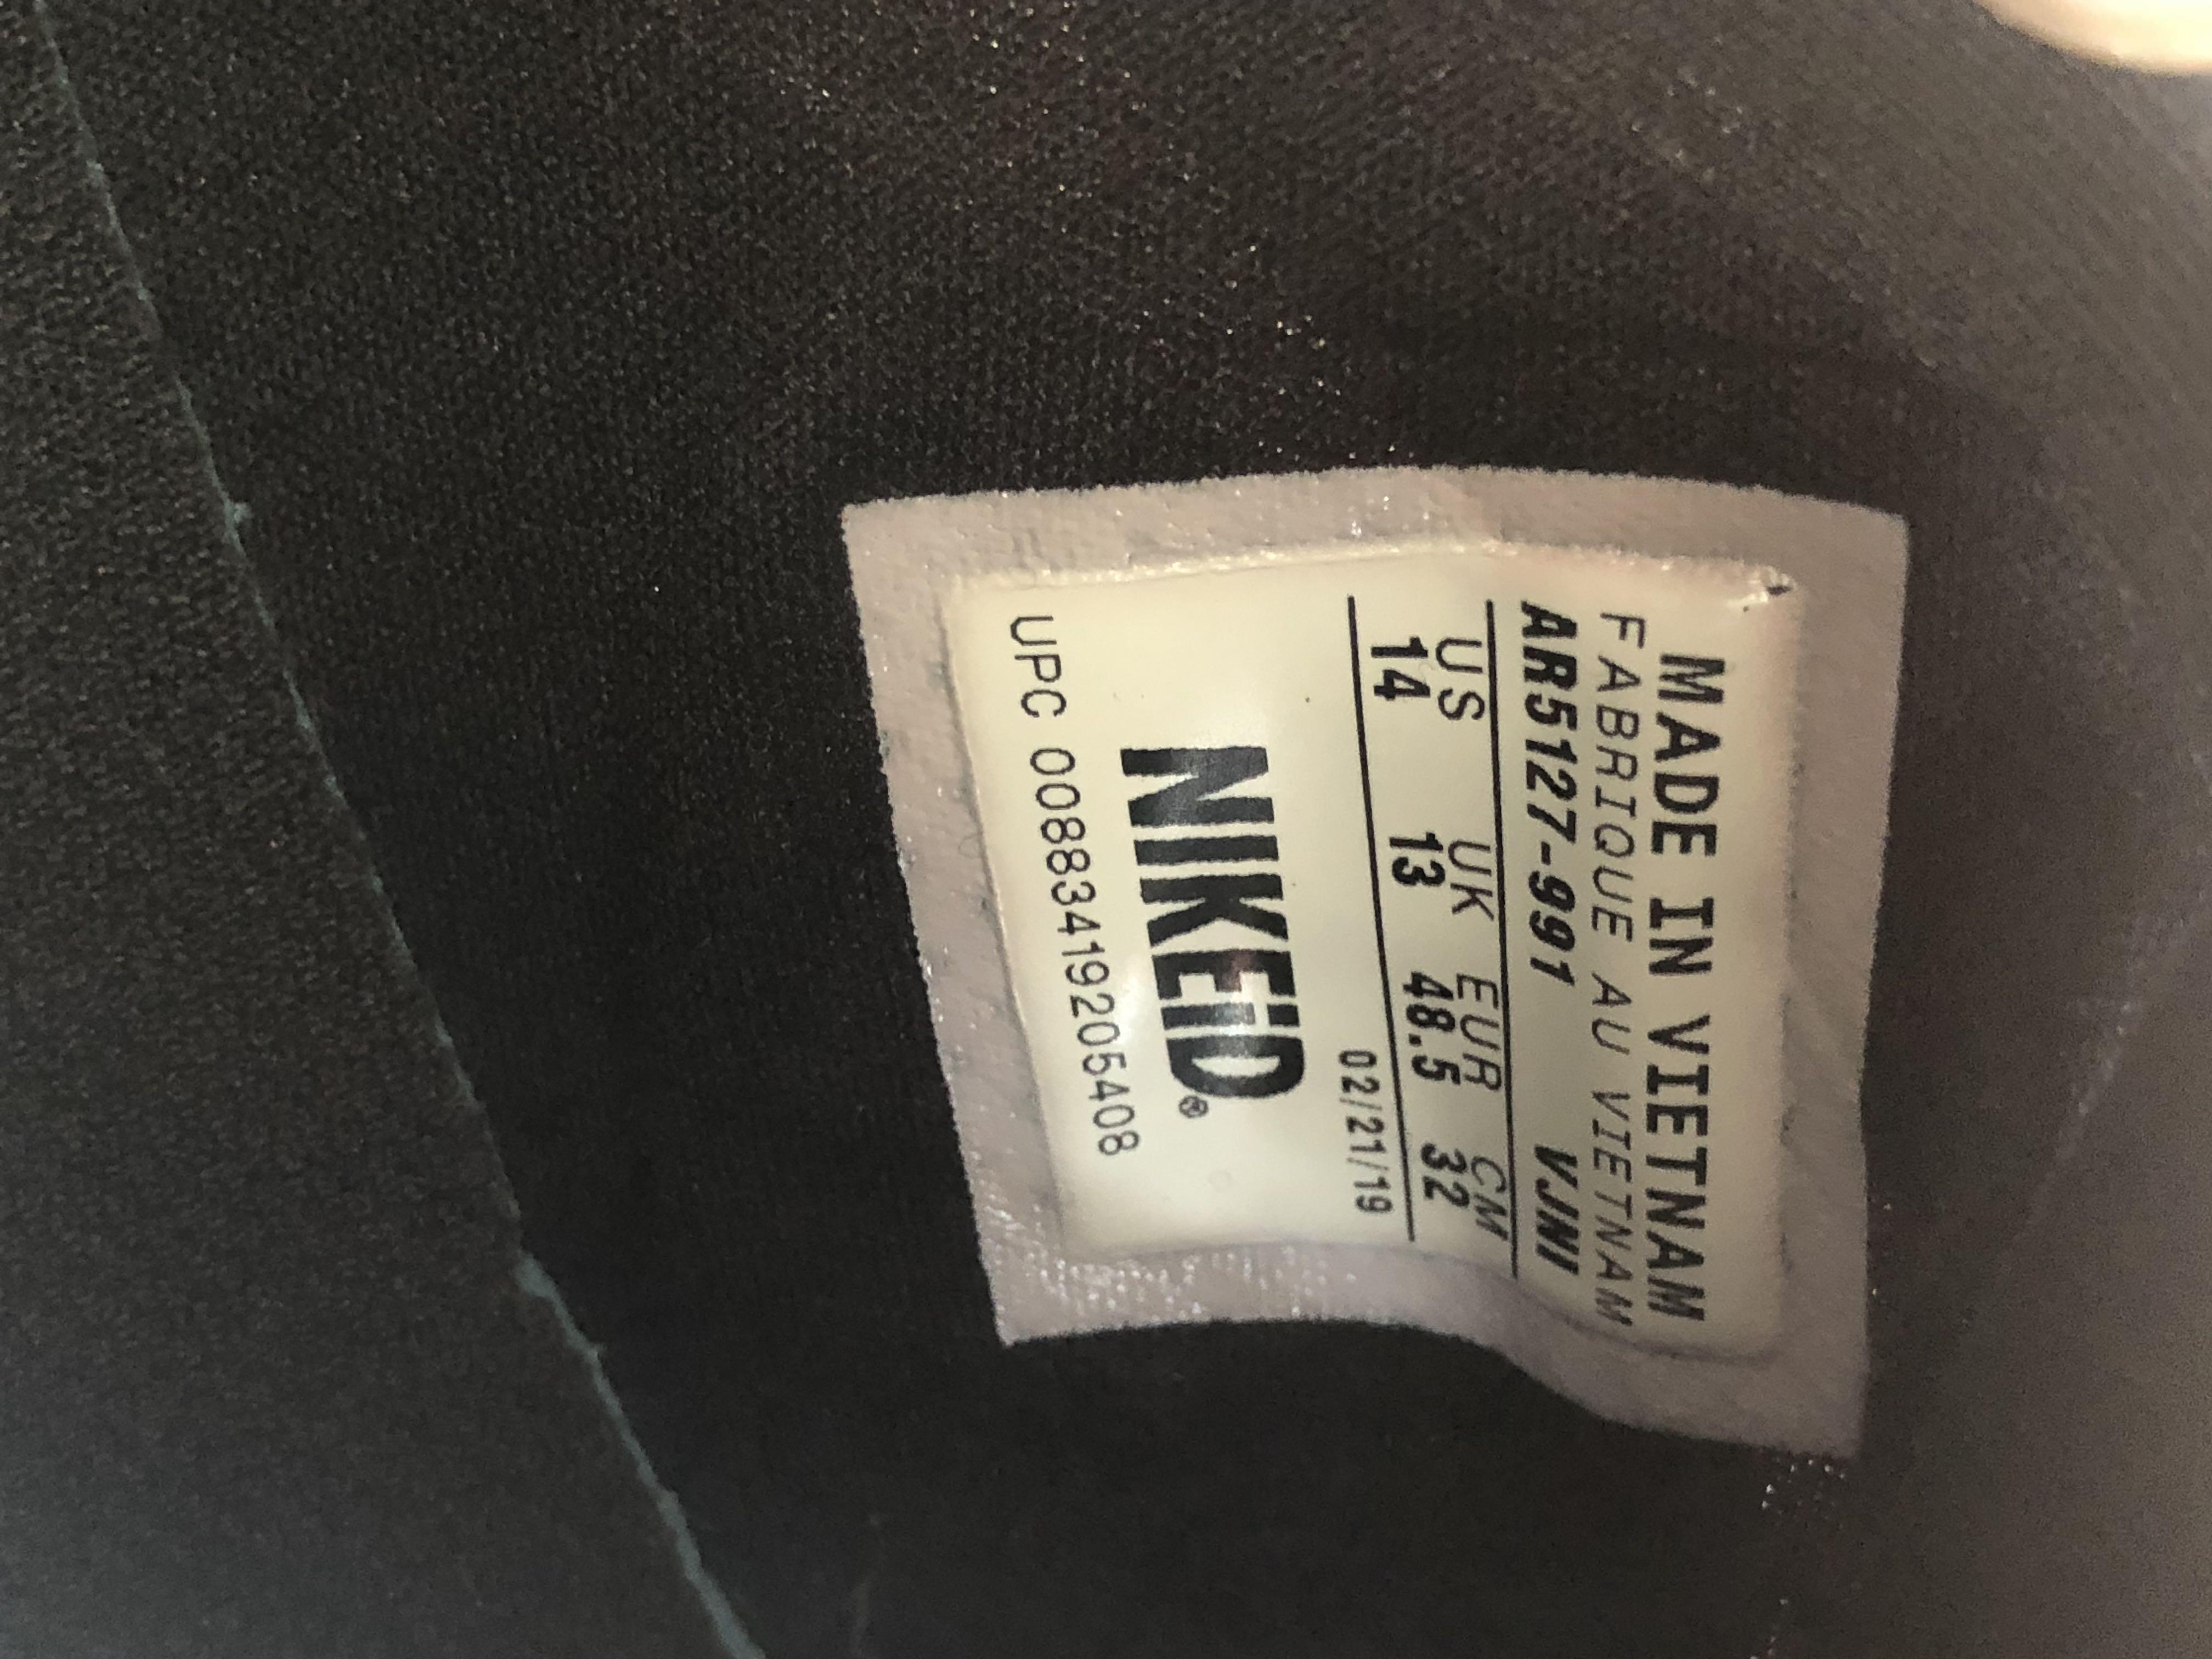 MADE IN VIETNAM
FABRIQUE AU VIETNAM
AR5127-991 VJNI
US UK EUR CM
14 13 48.5 32
02/21/19
NIKEiD®
UPC 00883419205408